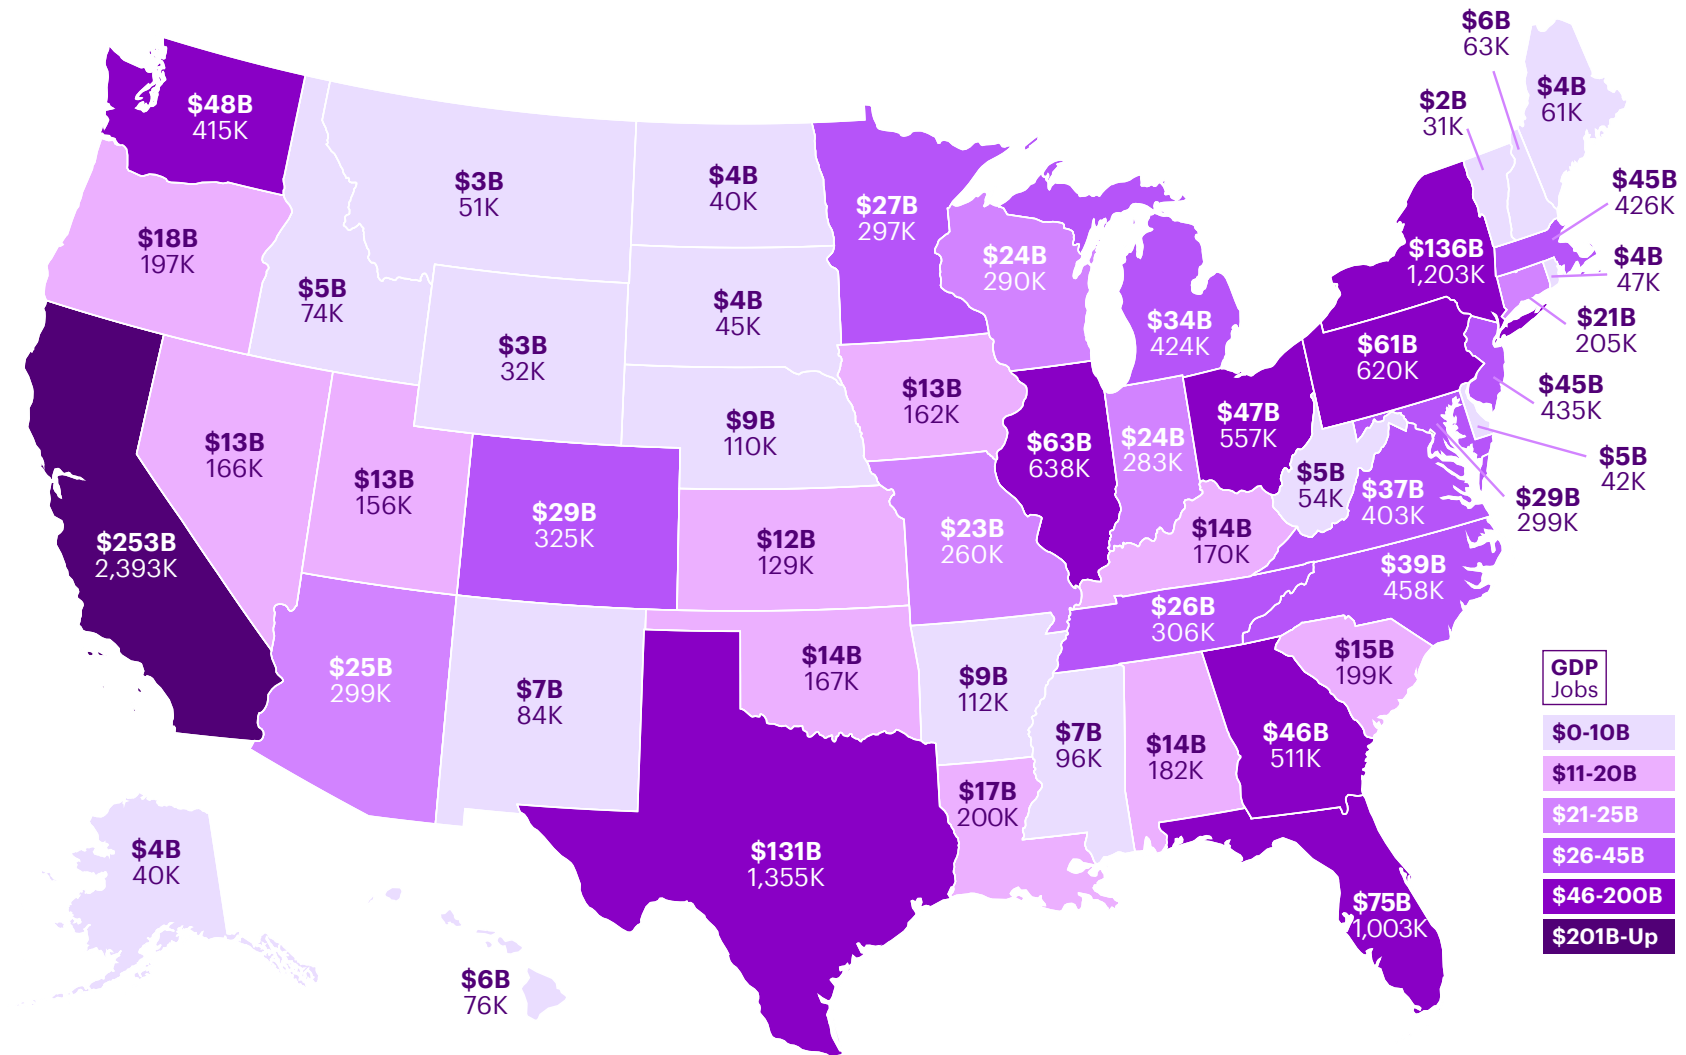 $6B
63K
$4B
61K
$2B
31K
$48B
415K
$3B
51K
$4B
40K
$27B
297K
$45B
426K
$18B
197K
$24B
290K
$136B
1,203K
$4B
47K
$5B
74K
$4B
45K
$34B
424K
$21B
205K
$3B
32K
$61B
620K
$13B
162K
$45B
435K
$9B
110K
$47B
557K
$13B
166K
$63B
638K
$24B
283K
$5B
42K
$13B
156K
$5B
54K
$37B
403K
$29B
299K
$29B
325K
$23B
260K
$14B
170K
$253B
2,393K
$12B
129K
$39B
458K
$26B
306K
$15B
199K
$25B
299K
$14B
167K
$7B
84K
$9B
112K
$7B
96K
$14B
182K
$46B
511K
$17B
200K
$131B
1,355K
$4B
40K
$75B
1,003K
$6B
76K
GDP
Jobs
$0-10B
$11-20B
$21-25B
$26-45B
$46-200B
$201B-Up